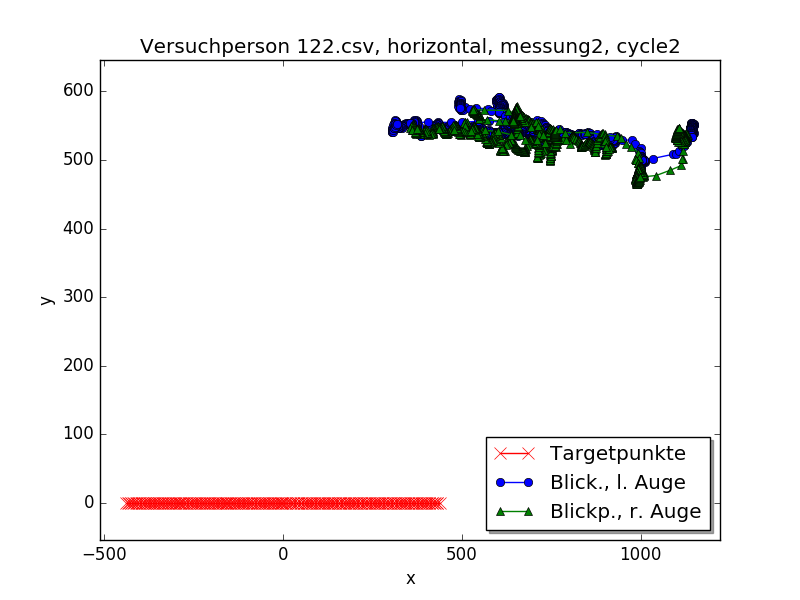 Versuchperson 122.csv, horizontal, messung2, cycle2
600
500
400
300
200
100
0
y
−500
0
500
1000
x
Targetpunkte
Blick., l. Auge
Blickp., r. Auge